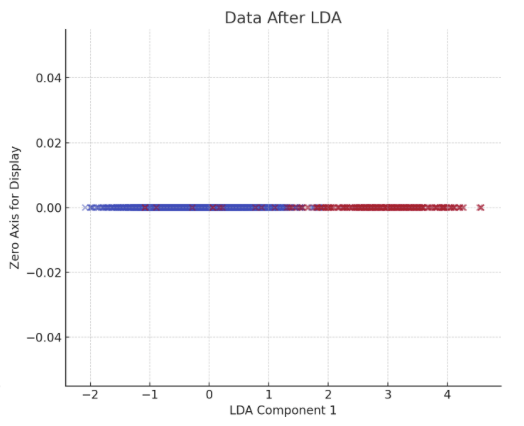 Data After LDA
0.04
0.02
0.00
−0.02
−0.04
Zero Axis for Display
−2 −1 0 1 2 3 4
LDA Component 1